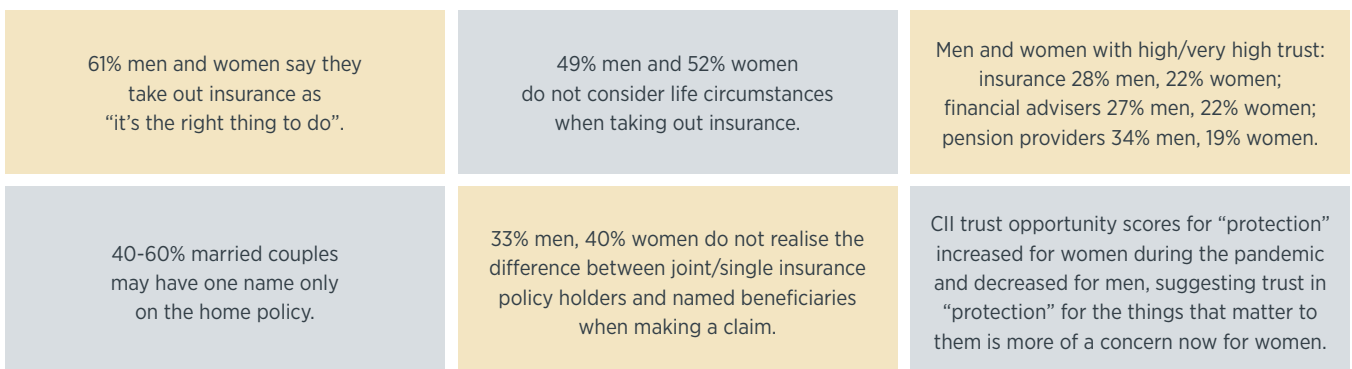 61% men and women say they
take out insurance as
“it’s the right thing to do”.
49% men and 52% women
do not consider life circumstances
when taking out insurance.
Men and women with high/very high trust:
insurance 28% men, 22% women;
financial advisers 27% men, 22% women;
pension providers 34% men, 19% women.
40-60% married couples
may have one name only
on the home policy.
33% men, 40% women do not realise the
difference between joint/single insurance
policy holders and named beneficiaries
when making a claim.
CII trust opportunity scores for “protection”
increased for women during the pandemic
and decreased for men, suggesting trust in
“protection” for the things that matter to
them is more of a concern now for women.